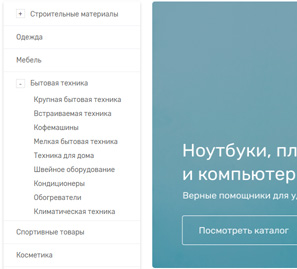 + Строительные материалы
Одежда
Мебель
- Бытовая техника
Крупная бытовая техника
Встраиваемая техника
Кофемашины
Мелкая бытовая техника
Техника для дома
Швейное оборудование
Кондиционеры
Обогреватели
Климатическая техника
Спортивные товары
Косметика
Ноутбуки, пл
и компьютер
Верные помощники для у
Посмотреть каталог